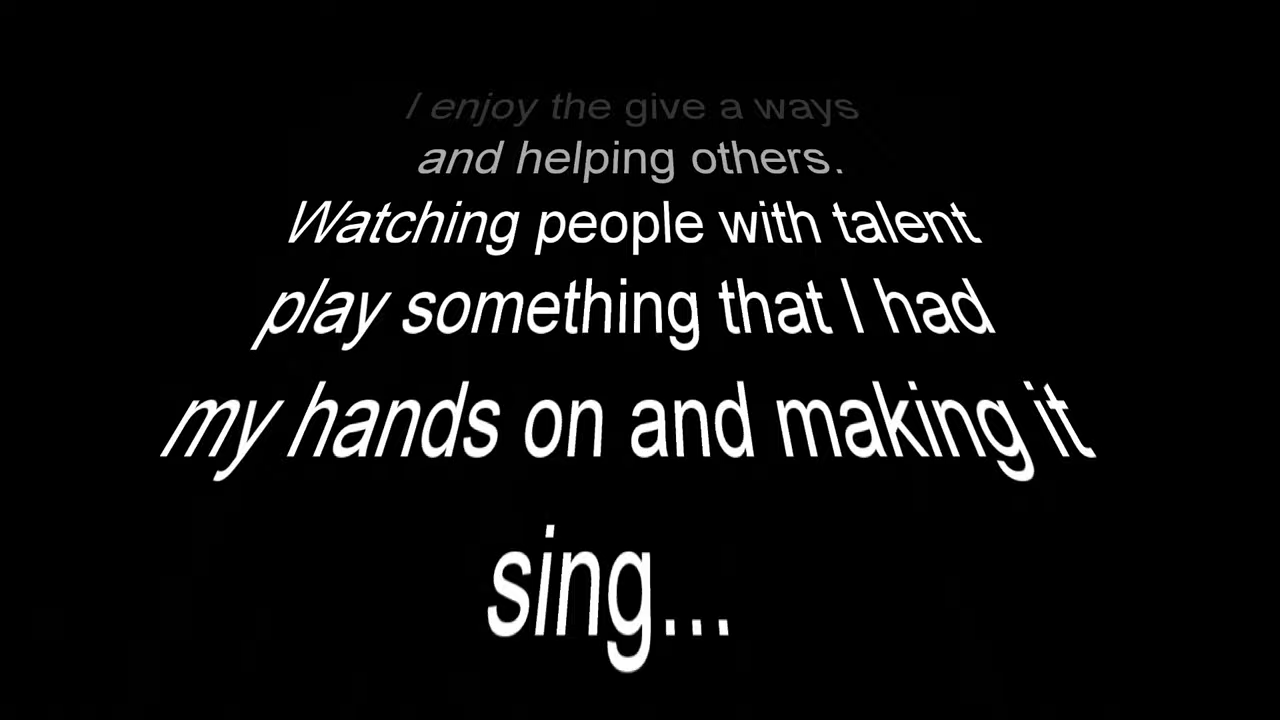 I enjoy the give a ways
and helping others.
Watching people with talent
play something that I had
my hands on and making it
sing...